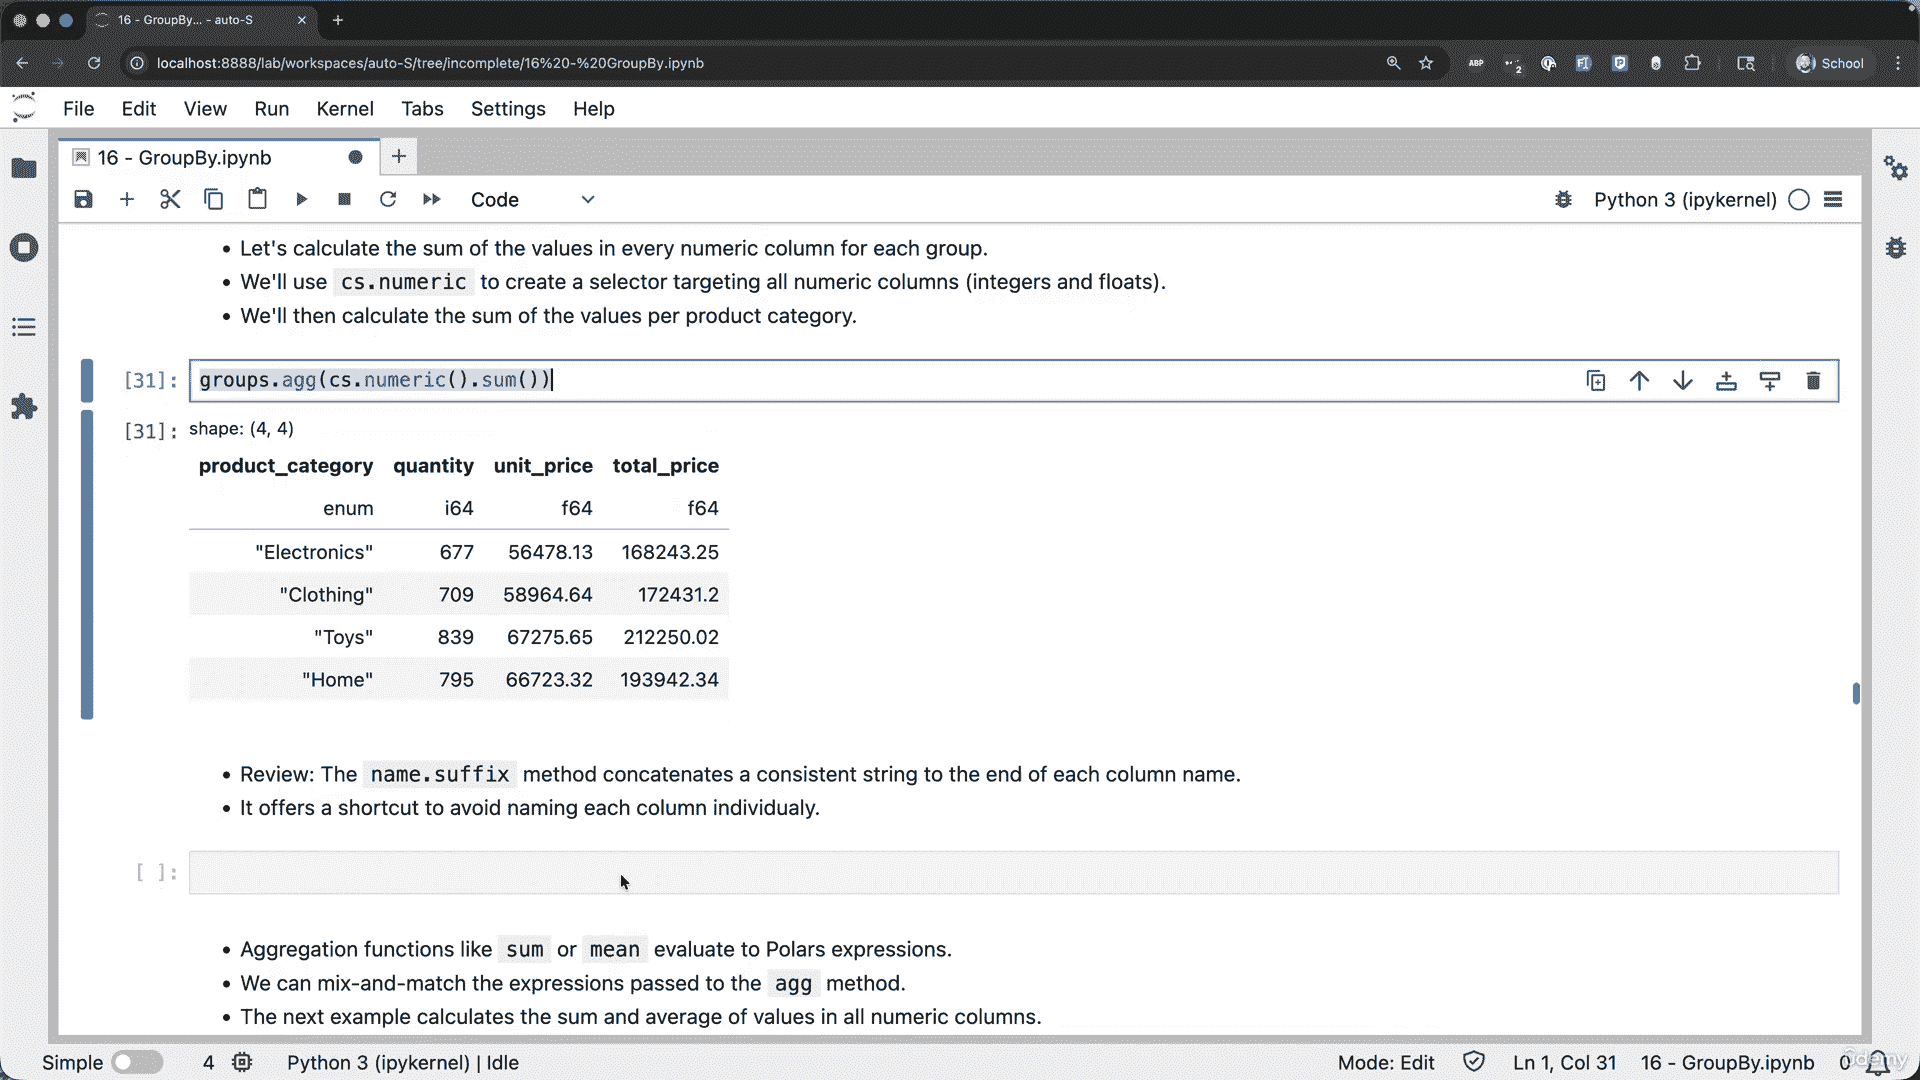 16 - GroupBy... - auto-S
localhost:8888/lab/workspaces/auto-S/tree/incomplete/16%20-%20GroupBy.ipynb
ABP
2
School
File Edit View Run Kernel Tabs Settings Help
16 - GroupBy.ipynb
Code
Python 3 (ipykernel)
• Let's calculate the sum of the values in every numeric column for each group.
• We'll use cs.numeric to create a selector targeting all numeric columns (integers and floats).
• We'll then calculate the sum of the values per product category.
[31]: groups.agg(cs.numeric().sum())
[31]: shape: (4, 4)
product_category quantity unit_price total_price
enum i64 f64 f64
"Electronics" 677 56478.13 168243.25
"Clothing" 709 58964.64 172431.2
"Toys" 839 67275.65 212250.02
"Home" 795 66723.32 193942.34
• Review: The name.suffix method concatenates a consistent string to the end of each column name.
• It offers a shortcut to avoid naming each column individualy.
[ ]:
• Aggregation functions like sum or mean evaluate to Polars expressions.
• We can mix-and-match the expressions passed to the agg method.
• The next example calculates the sum and average of values in all numeric columns.
Simple 4 Python 3 (ipykernel) | Idle Mode: Edit Ln 1, Col 31 16 - GroupBy.ipynb 0
udemy